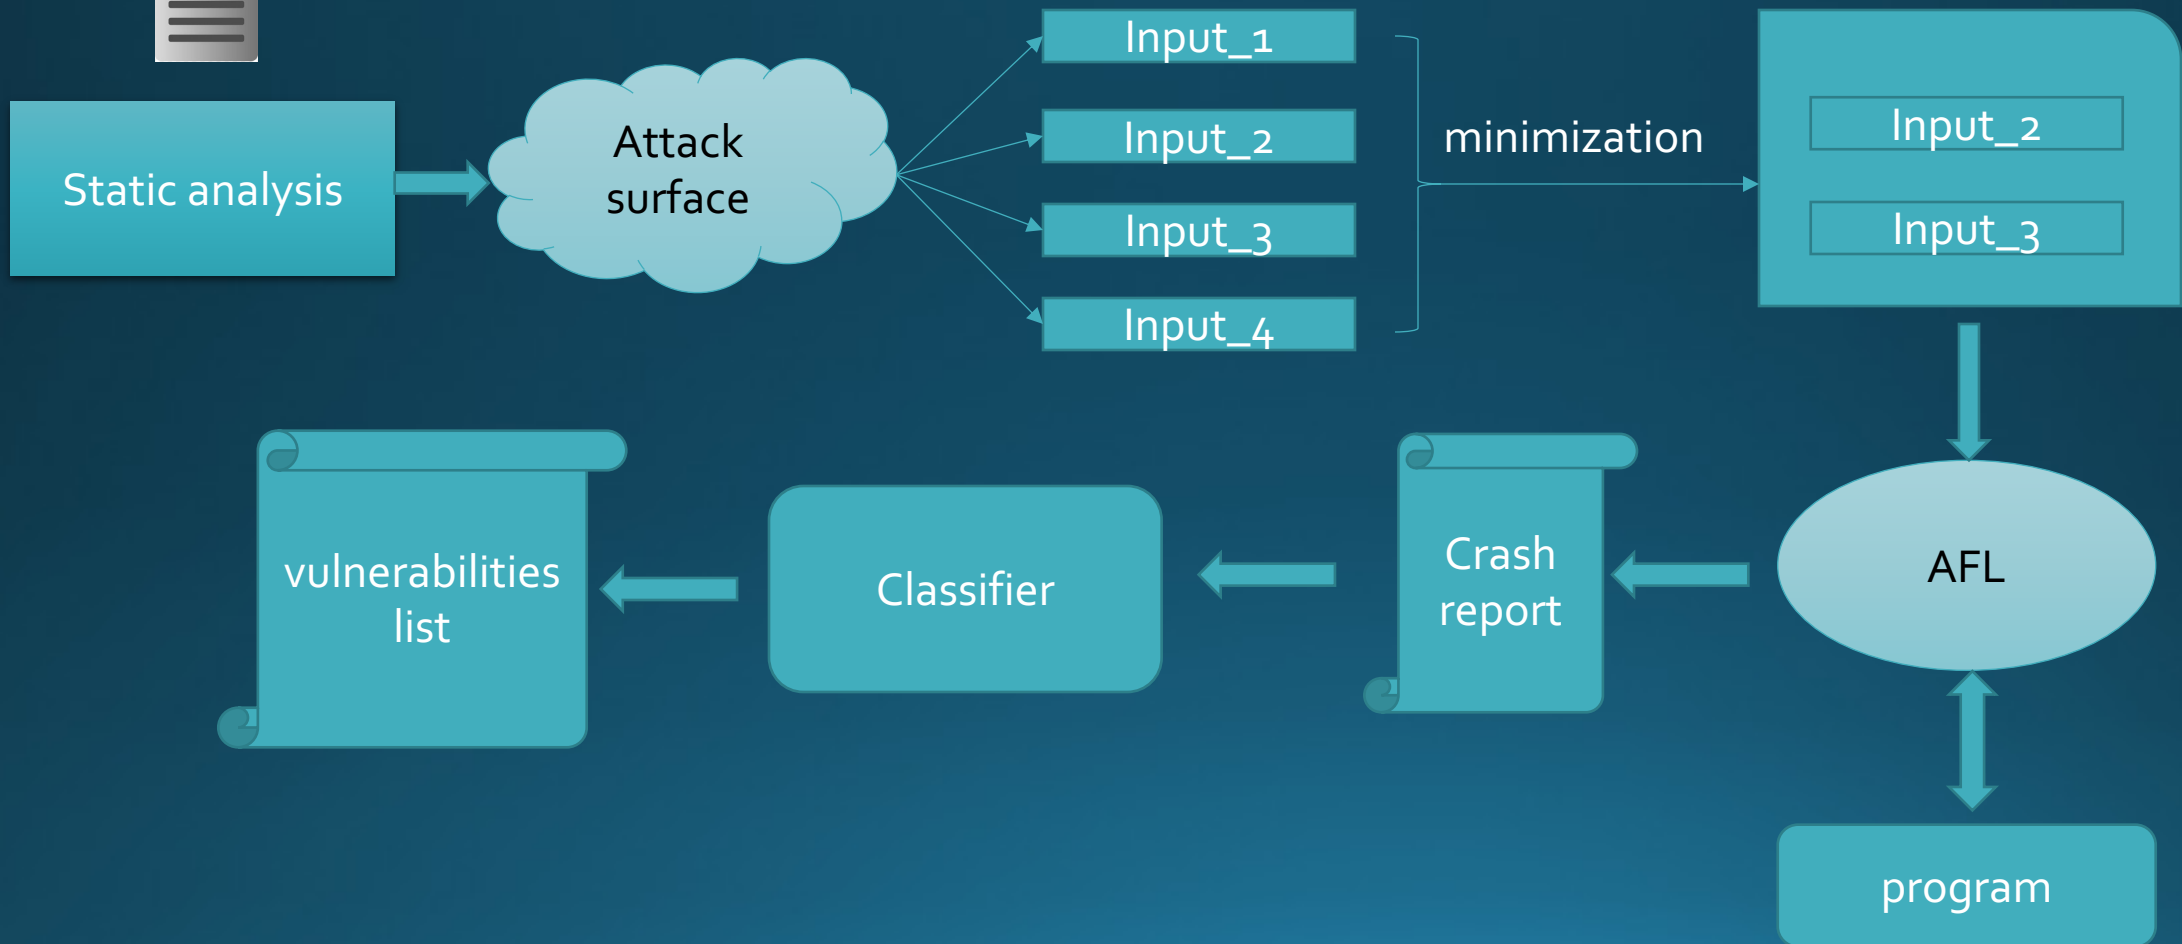 Static analysis
Attack
surface
Input_1
Input_2
Input_3
Input_4
minimization
Input_2
Input_3
AFL
program
Crash
report
Classifier
vulnerabilities
list